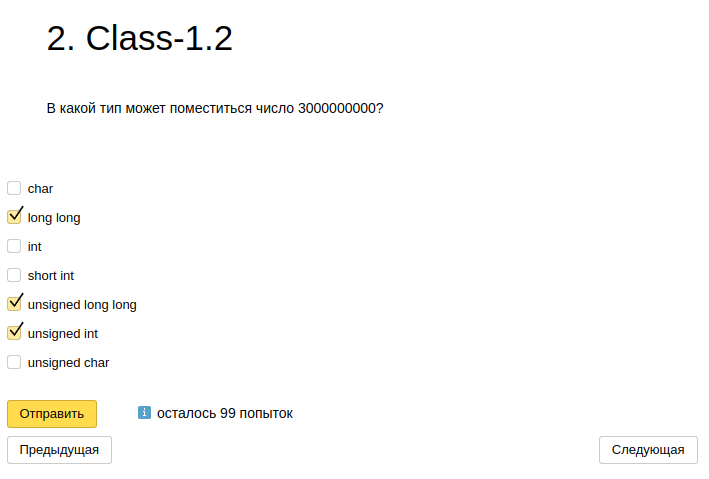 2. Class-1.2
В какой тип может поместиться число 3000000000?
char
long long
int
short int
unsigned long long
unsigned int
unsigned char
Отправить
осталось 99 попыток
Предыдущая
Следующая